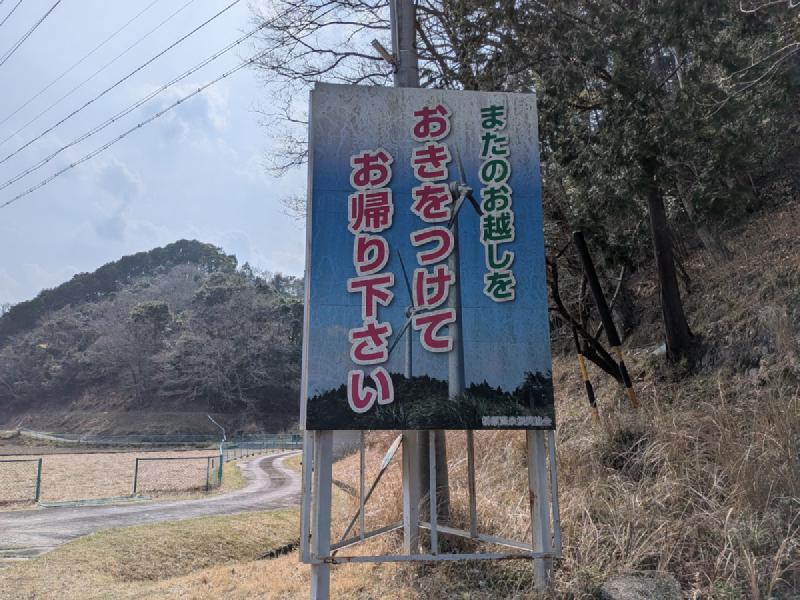 またのお越しを
おきをつけて
お帰り下さい